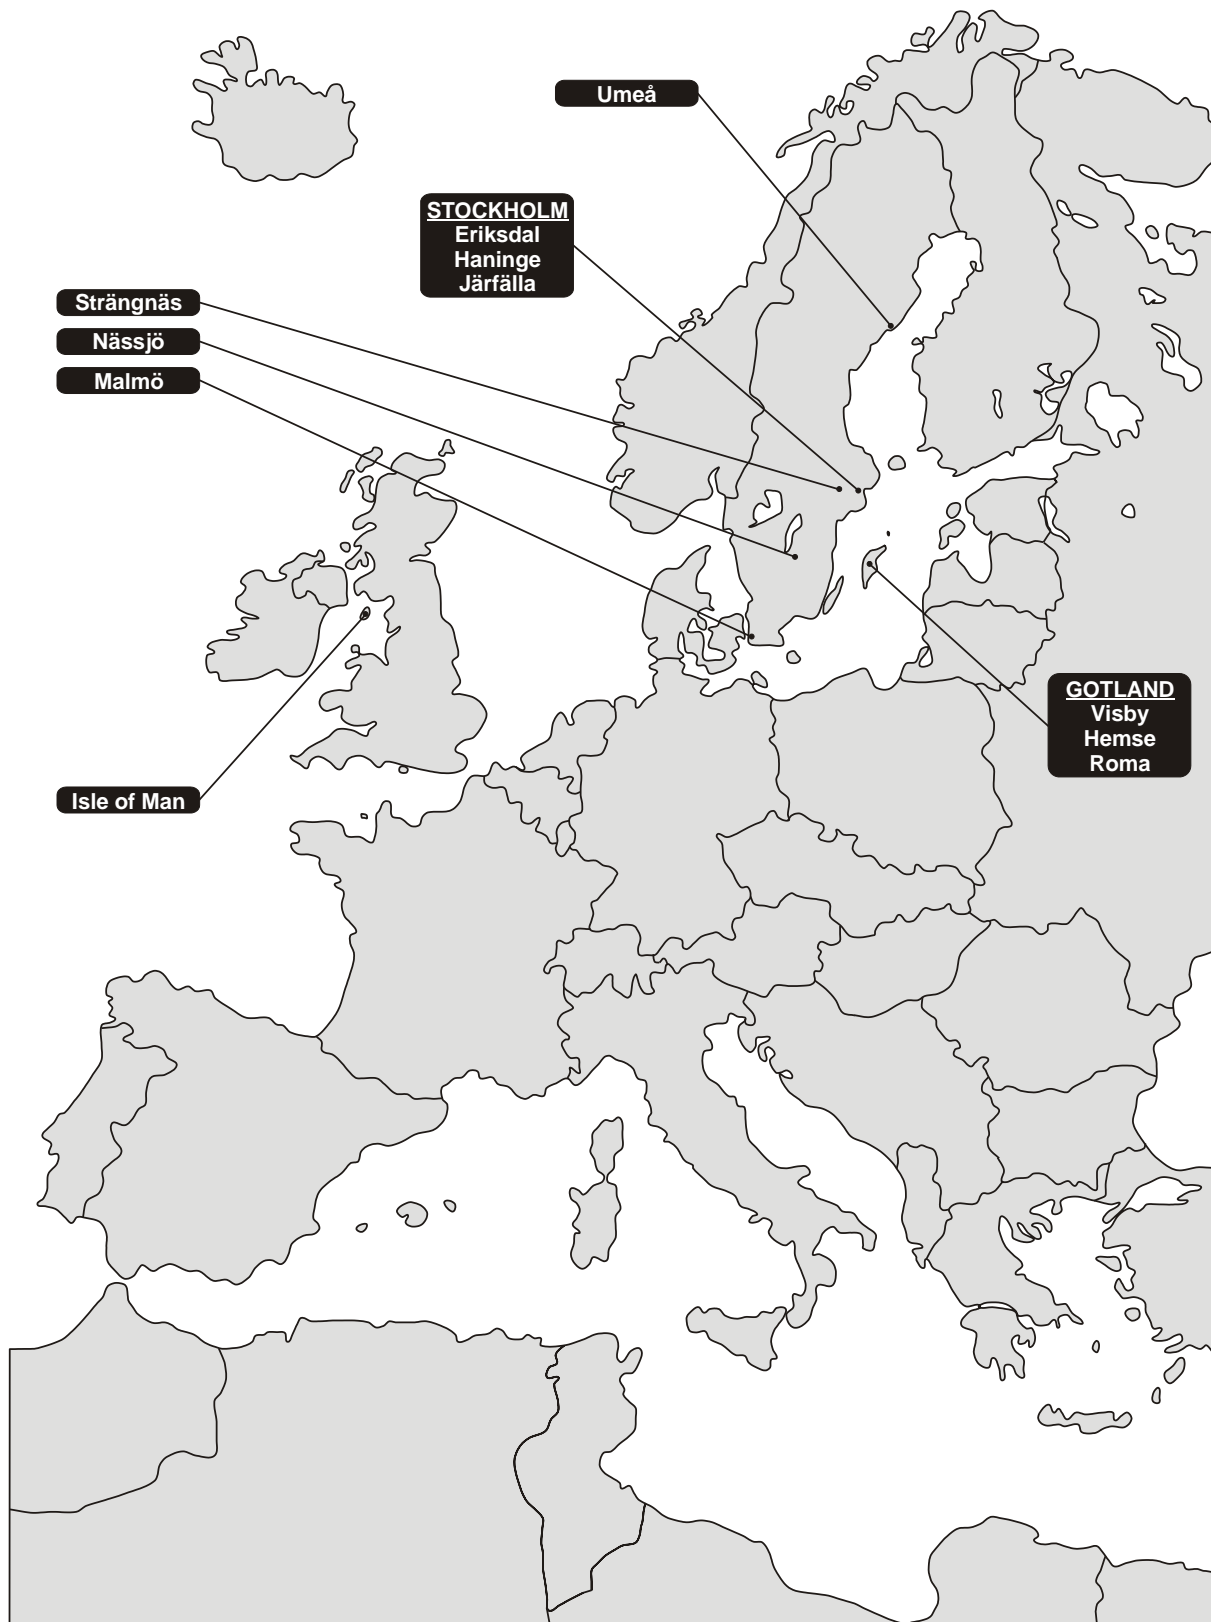 Umeå
STOCKHOLM
Eriksdal
Haninge
Järfälla
Strängnäs
Nässjö
Malmö
GOTLAND
Visby
Hemse
Roma
Isle of Man